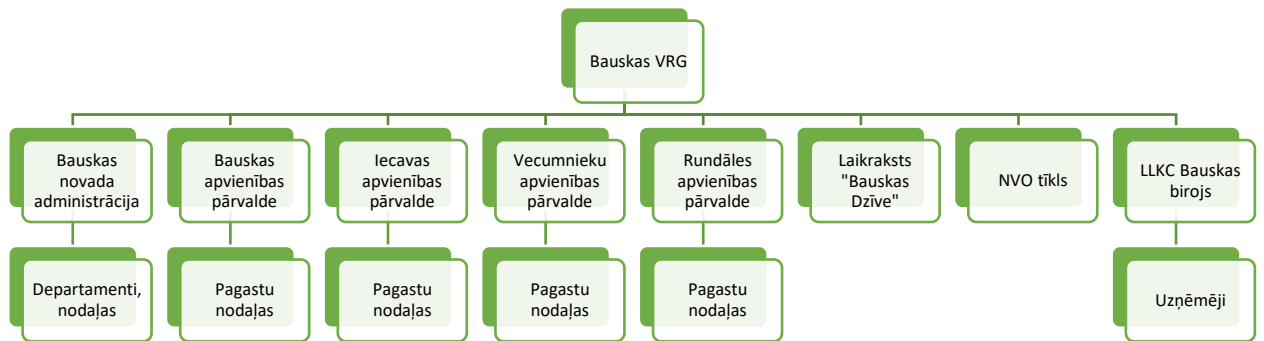 Bauskas VRG
Bauskas
novada
administrācija
Bauskas
apvienības
pārvalde
Iecavas
apvienības
pārvalde
Vecumnieku
apvienības
pārvalde
Rundāles
apvienības
pārvalde
Laikraksts
"Bauskas
Dzīve"
NVO tīkls
LLKC Bauskas
birojs
Departamenti,
nodaļas
Pagastu
nodaļas
Pagastu
nodaļas
Pagastu
nodaļas
Pagastu
nodaļas
Uzņēmēji